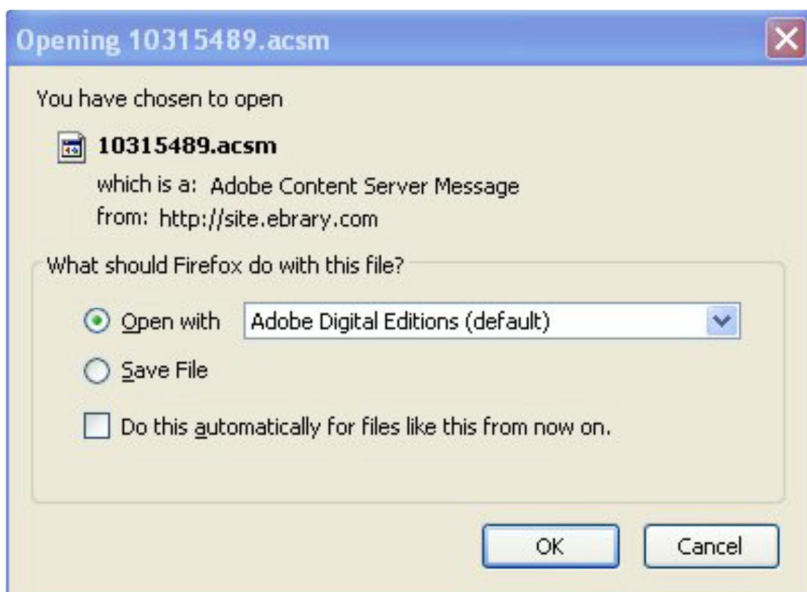 Opening 10315489.acsm
You have chosen to open
10315489.acsm
which is a: Adobe Content Server Message
from: http://site.ebrary.com
What should Firefox do with this file?
Open with Adobe Digital Editions (default)
Save File
Do this automatically for files like this from now on.
OK Cancel